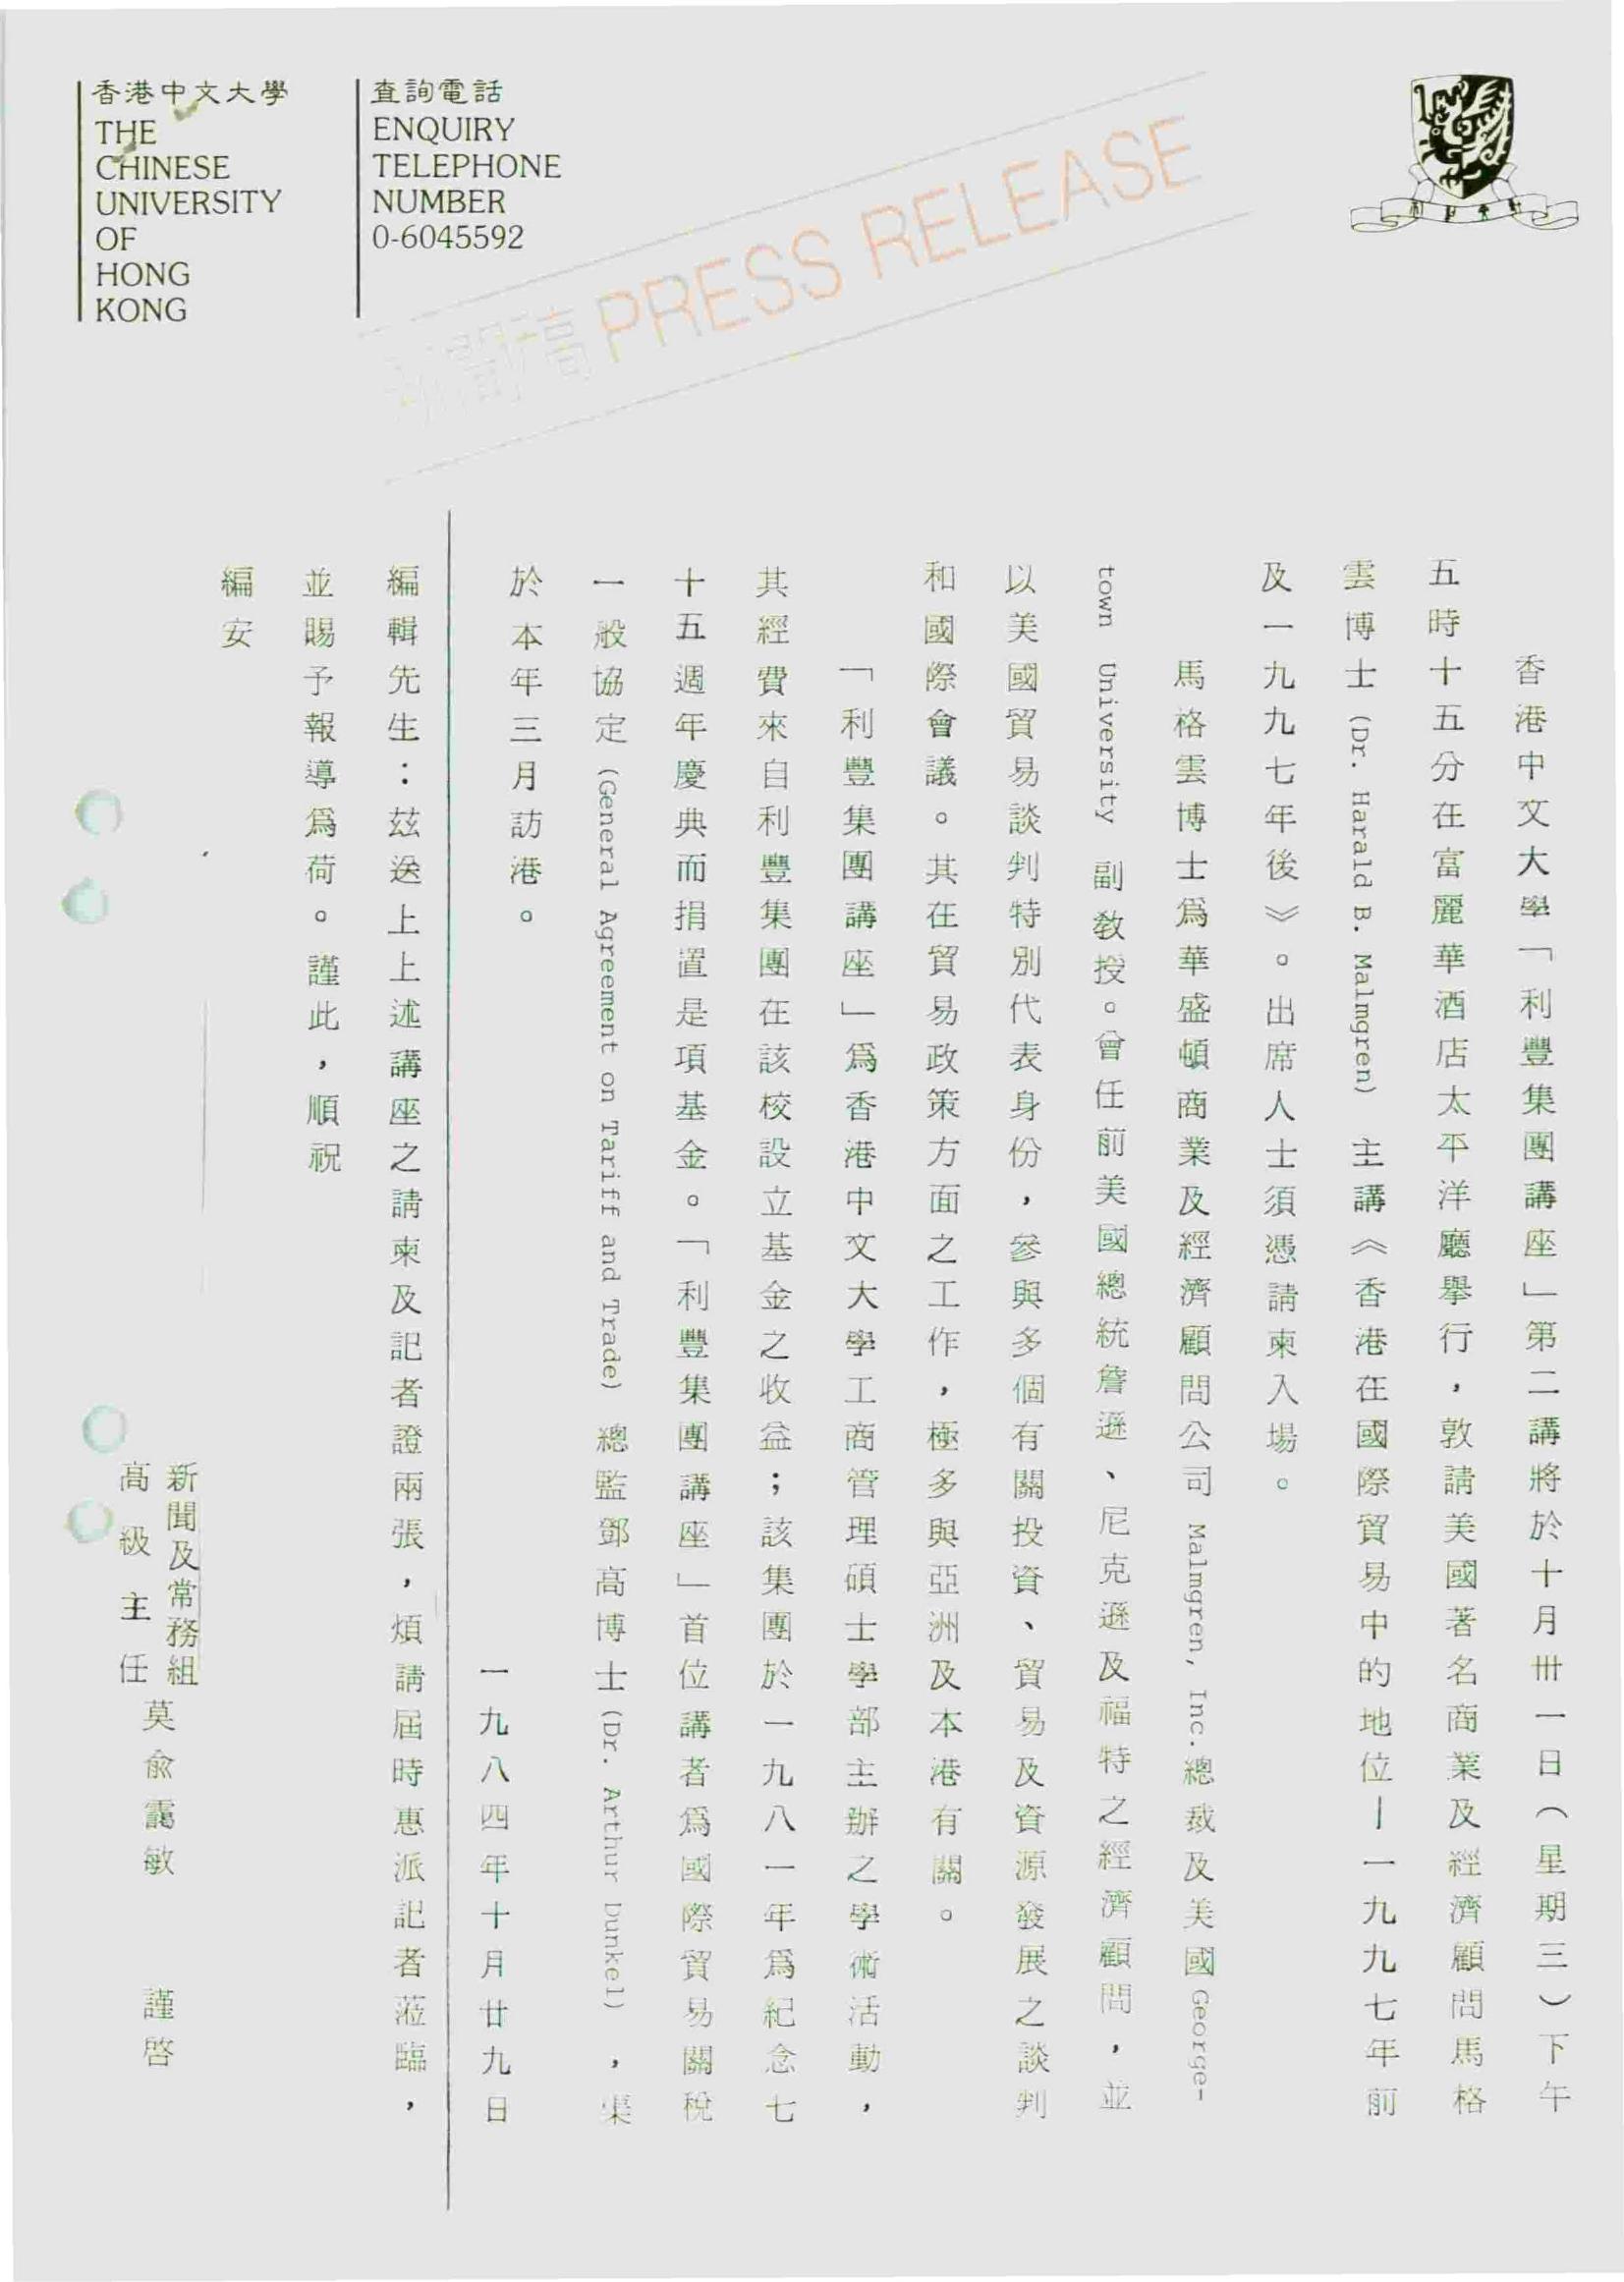 香港中文大學
THE
CHINESE
UNIVERSITY
OF
HONG
KONG
查詢電話
ENQUIRY
TELEPHONE
NUMBER
0-6045592
新聞稿 PRESS RELEASE
香港中文大學「利豐集團講座」第二講將於十月卅一日（星期三）下午
五時十五分在富麗華酒店太平洋廳舉行，敦請美國著名商業及經濟顧問馬格
雲博士 (Dr. Harald B. Malmgren) 主講《香港在國際貿易中的地位—一九九七年前
及一九九七年後》。出席人士須憑請柬入場。
馬格雲博士爲華盛頓商業及經濟顧問公司 Malmgren, Inc. 總裁及美國 George-
town University 副教授。曾任前美國總統詹遜、尼克遜及福特之經濟顧問，並
以美國貿易談判特別代表身份，參與多個有關投資、貿易及資源發展之談判
和國際會議。其在貿易政策方面之工作，極多與亞洲及本港有關。
「利豐集團講座」爲香港中文大學工商管理碩士學部主辦之學術活動，
其經費來自利豐集團在該校設立基金之收益；該集團於一九八一年爲紀念七
十五週年慶典而捐置是項基金。「利豐集團講座」首位講者爲國際貿易關稅
一般協定 (General Agreement on Tariff and Trade) 總監鄧高博士 (Dr. Arthur Dunkel) ，渠
於本年三月訪港。
一九八四年十月廿九日
編輯先生：玆送上上述講座之請柬及記者證兩張，煩請屆時惠派記者蒞臨，
並賜予報導爲荷。謹此，順祝
編安
新聞及常務組
高級主任
莫俞靄敏 謹啓